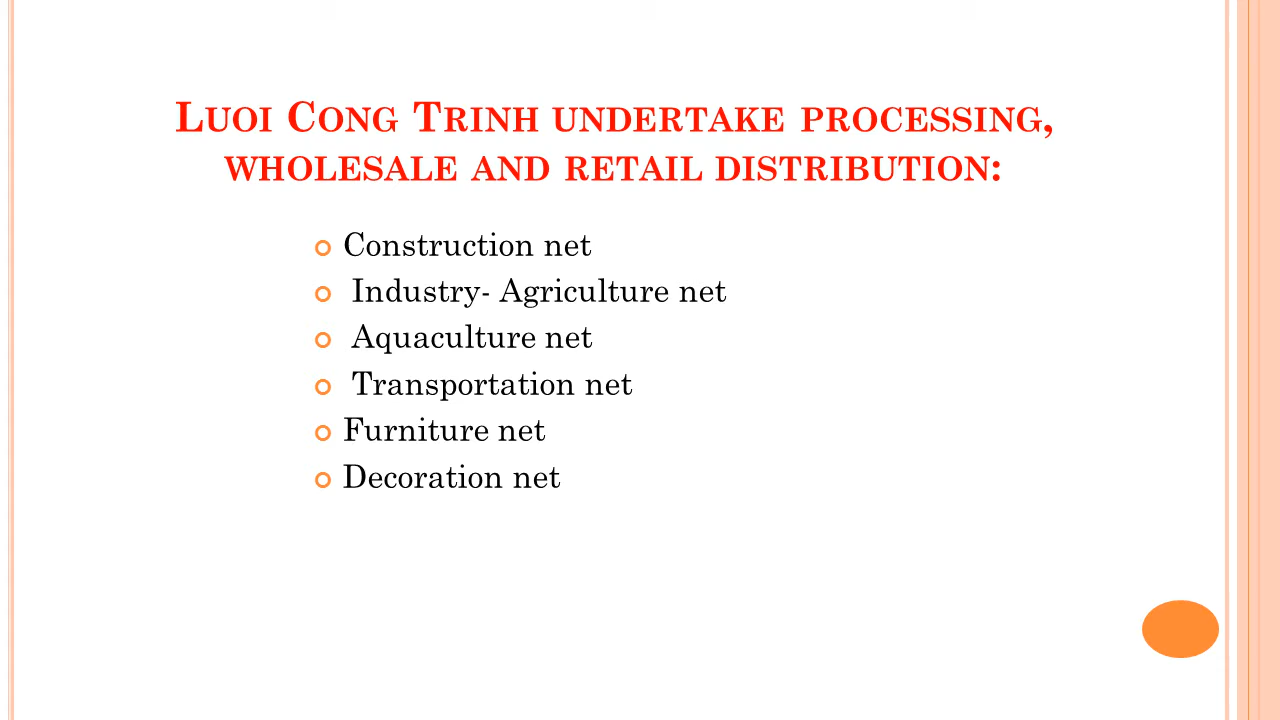 Luoi Cong Trinh undertake processing,
wholesale and retail distribution:
Construction net
Industry- Agriculture net
Aquaculture net
Transportation net
Furniture net
Decoration net